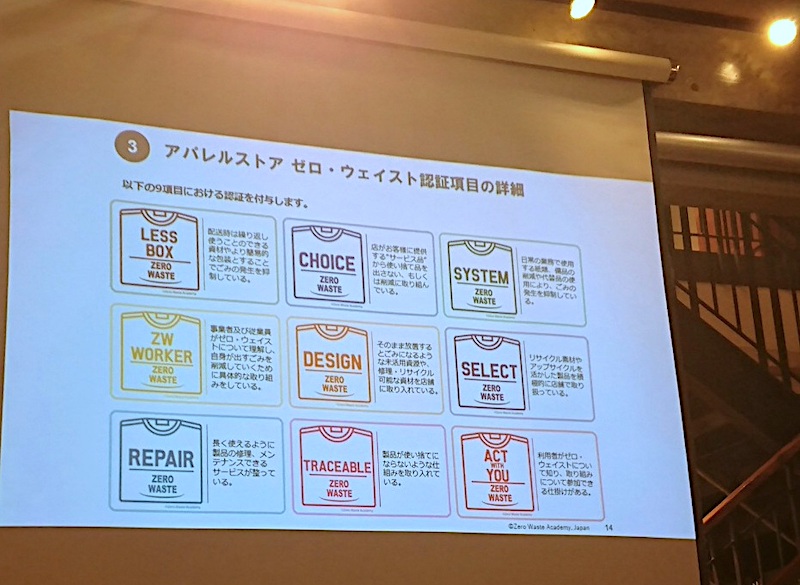 3 アパレルストア ゼロ・ウェイスト認証項目の詳細
以下の9項目における認証を付与します。
LESS
BOX
ZERO
WASTE
配送時は繰り返し
使うことのできる
資材やより簡易的
な包装とすること
でごみの発生を抑
制している。
CHOICE
ZERO
WASTE
店がお客様に提供
する"サービス品"
から使い捨て品を
出さない、もしく
は削減に取り組ん
でいる。
SYSTEM
ZERO
WASTE
日常の業務で使用
する紙類、備品の
削減や代替品の使
用により、ごみの
発生を抑制してい
る。
ZW
WORKER
ZERO
WASTE
事業者及び従業員
がゼロ・ウェイス
トについて理解し、
自身が出すごみを
削減していくため
に具体的な取り組
みをしている。
DESIGN
ZERO
WASTE
そのまま放置する
とごみになるよう
な未活用資源や、
修理・リサイクル
可能な資材を店舗
に取り入れている。
SELECT
ZERO
WASTE
リサイクル素材や
アップサイクルを
活かした製品を積
極的に店舗で取り
扱っている。
REPAIR
ZERO
WASTE
長く使えるように
製品の修理、メン
テナンスできる
サービスが整って
いる。
TRACEABLE
ZERO
WASTE
製品が使い捨てに
ならないような仕
組みを取り入れて
いる。
ACT
WITH
YOU
ZERO
WASTE
利用者がゼロ・
ウェイストについ
て知り、取り組み
について参加でき
る仕掛けがある。
©Zero Waste Academy, Japan 14